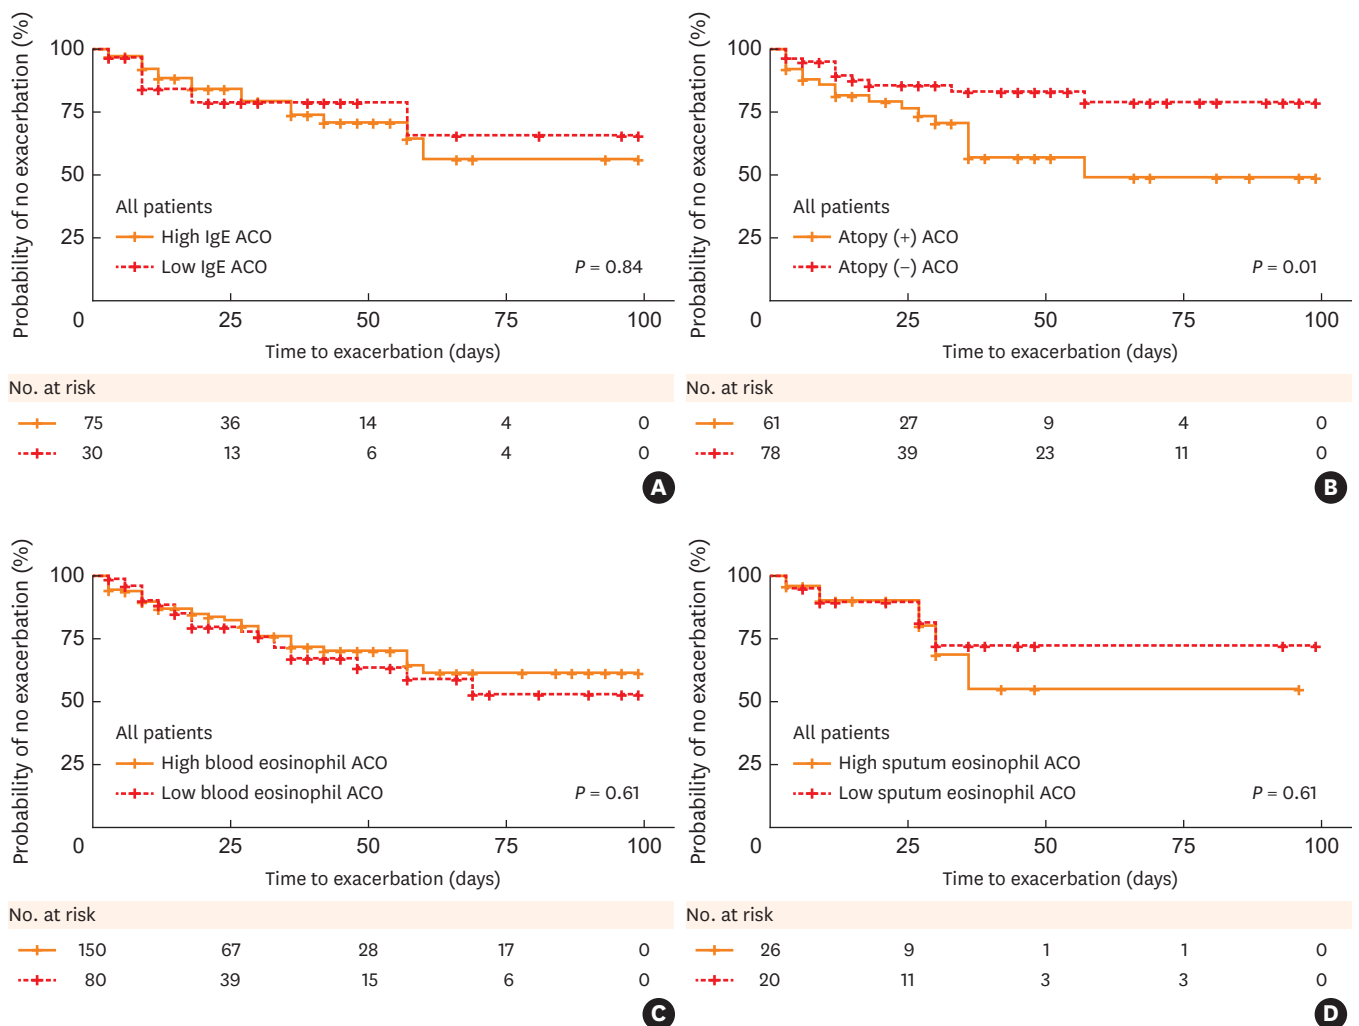 Probability of no exacerbation (%)
100
75
50
25
0
25
50
75
100
All patients
High IgE ACO
Low IgE ACO
P = 0.84
Time to exacerbation (days)
No. at risk
75 36 14 4 0
30 13 6 4 0
A
Probability of no exacerbation (%)
100
75
50
25
0
25
50
75
100
All patients
Atopy (+) ACO
Atopy (−) ACO
P = 0.01
Time to exacerbation (days)
No. at risk
61 27 9 4 0
78 39 23 11 0
B
Probability of no exacerbation (%)
100
75
50
25
0
25
50
75
100
All patients
High blood eosinophil ACO
Low blood eosinophil ACO
P = 0.61
Time to exacerbation (days)
No. at risk
150 67 28 17 0
80 39 15 6 0
C
Probability of no exacerbation (%)
100
75
50
25
0
25
50
75
100
All patients
High sputum eosinophil ACO
Low sputum eosinophil ACO
P = 0.61
Time to exacerbation (days)
No. at risk
26 9 1 1 0
20 11 3 3 0
D